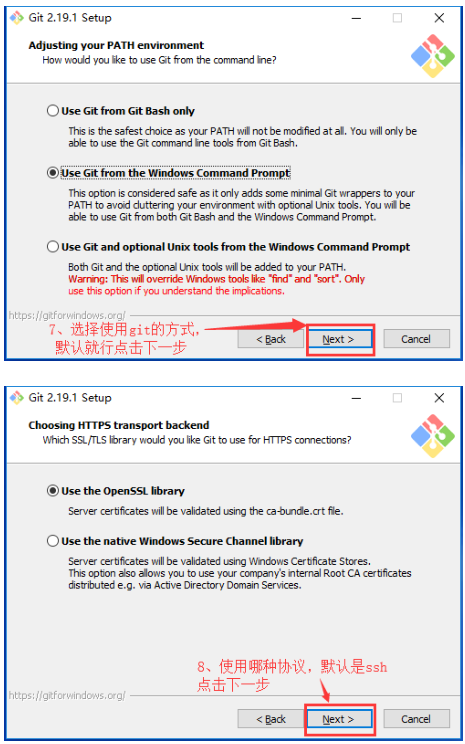 Git 2.19.1 Setup
Adjusting your PATH environment
How would you like to use Git from the command line?
Use Git from Git Bash only
This is the safest choice as your PATH will not be modified at all. You will only be
able to use the Git command line tools from Git Bash.
Use Git from the Windows Command Prompt
This option is considered safe as it only adds some minimal Git wrappers to your
PATH to avoid cluttering your environment with optional Unix tools. You will be
able to use Git from both Git Bash and the Windows Command Prompt.
Use Git and optional Unix tools from the Windows Command Prompt
Both Git and the optional Unix tools will be added to your PATH.
Warning: This will override Windows tools like "find" and "sort". Only
use this option if you understand the implications.
https://gitforwindows.org/
7、选择使用git的方式,
默认就行点击下一步
< Back
Next >
Cancel
Git 2.19.1 Setup
Choosing HTTPS transport backend
Which SSL/TLS library would you like Git to use for HTTPS connections?
Use the OpenSSL library
Server certificates will be validated using the ca-bundle.crt file.
Use the native Windows Secure Channel library
Server certificates will be validated using Windows Certificate Stores.
This option also allows you to use your company's internal Root CA certificates
distributed e.g. via Active Directory Domain Services.
8、使用哪种协议，默认是ssh
点击下一步
https://gitforwindows.org/
< Back
Next >
Cancel